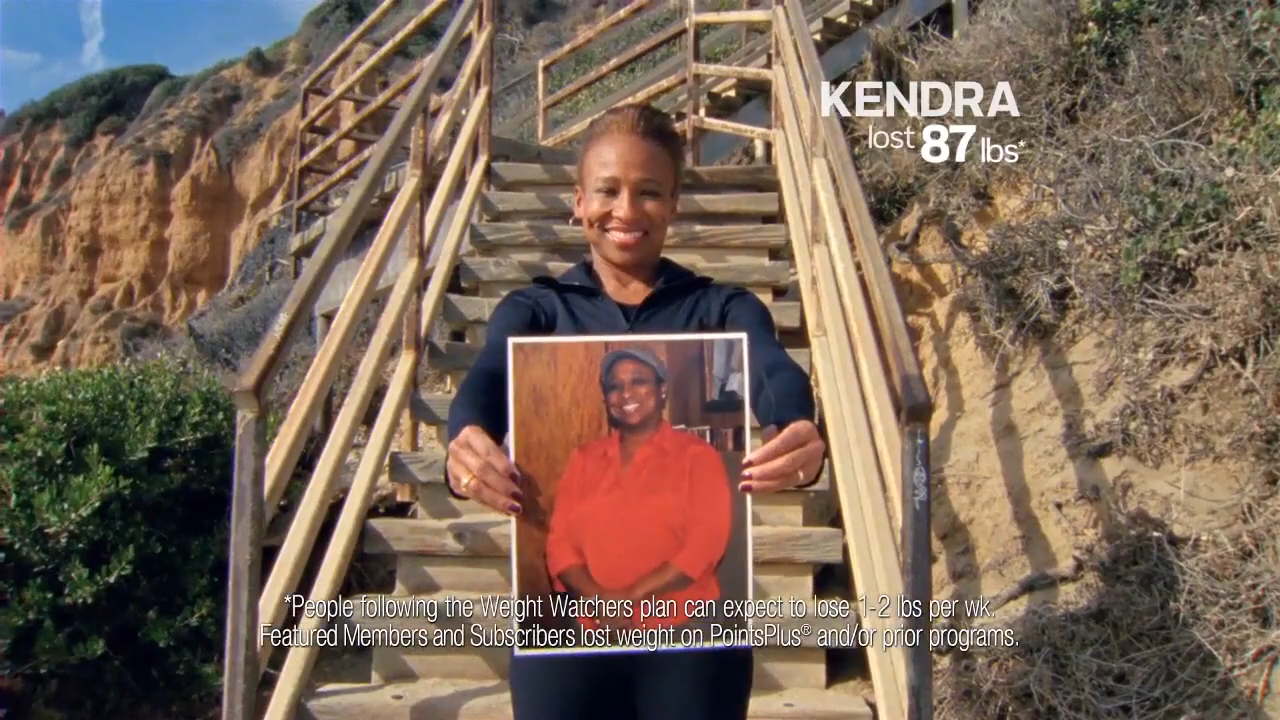 KENDRA
lost 87 lbs*
*People following the Weight Watchers plan can expect to lose 1-2 lbs per wk.
Featured Members and Subscribers lost weight on PointsPlus® and/or prior programs.